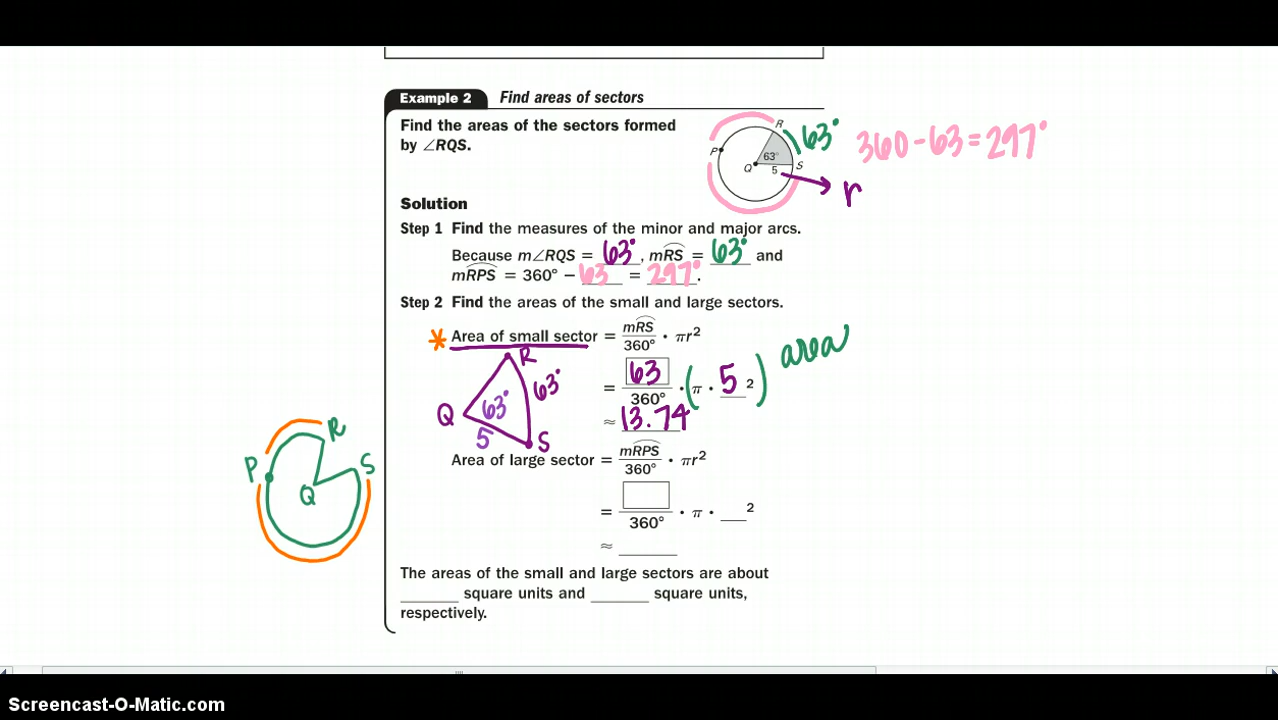 Example 2 Find areas of sectors
Find the areas of the sectors formed
by ∠RQS.
R
P
63°
Q
5
S
63°
360-63=297°
r
Solution
Step 1 Find the measures of the minor and major arcs.
Because m∠RQS = 63°, mRS = 63° and
mRPS = 360° − 63 = 297°.
Step 2 Find the areas of the small and large sectors.
* Area of small sector = mRS/360° • πr²
= 63/360° • (π • 5²) area
≈ 13.74
R
63°
63°
Q
5
S
Area of large sector = mRPS/360° • πr²
= __/360° • π • __²
≈ ____
P
R
S
Q
The areas of the small and large sectors are about
____ square units and ____ square units,
respectively.
Screencast-O-Matic.com